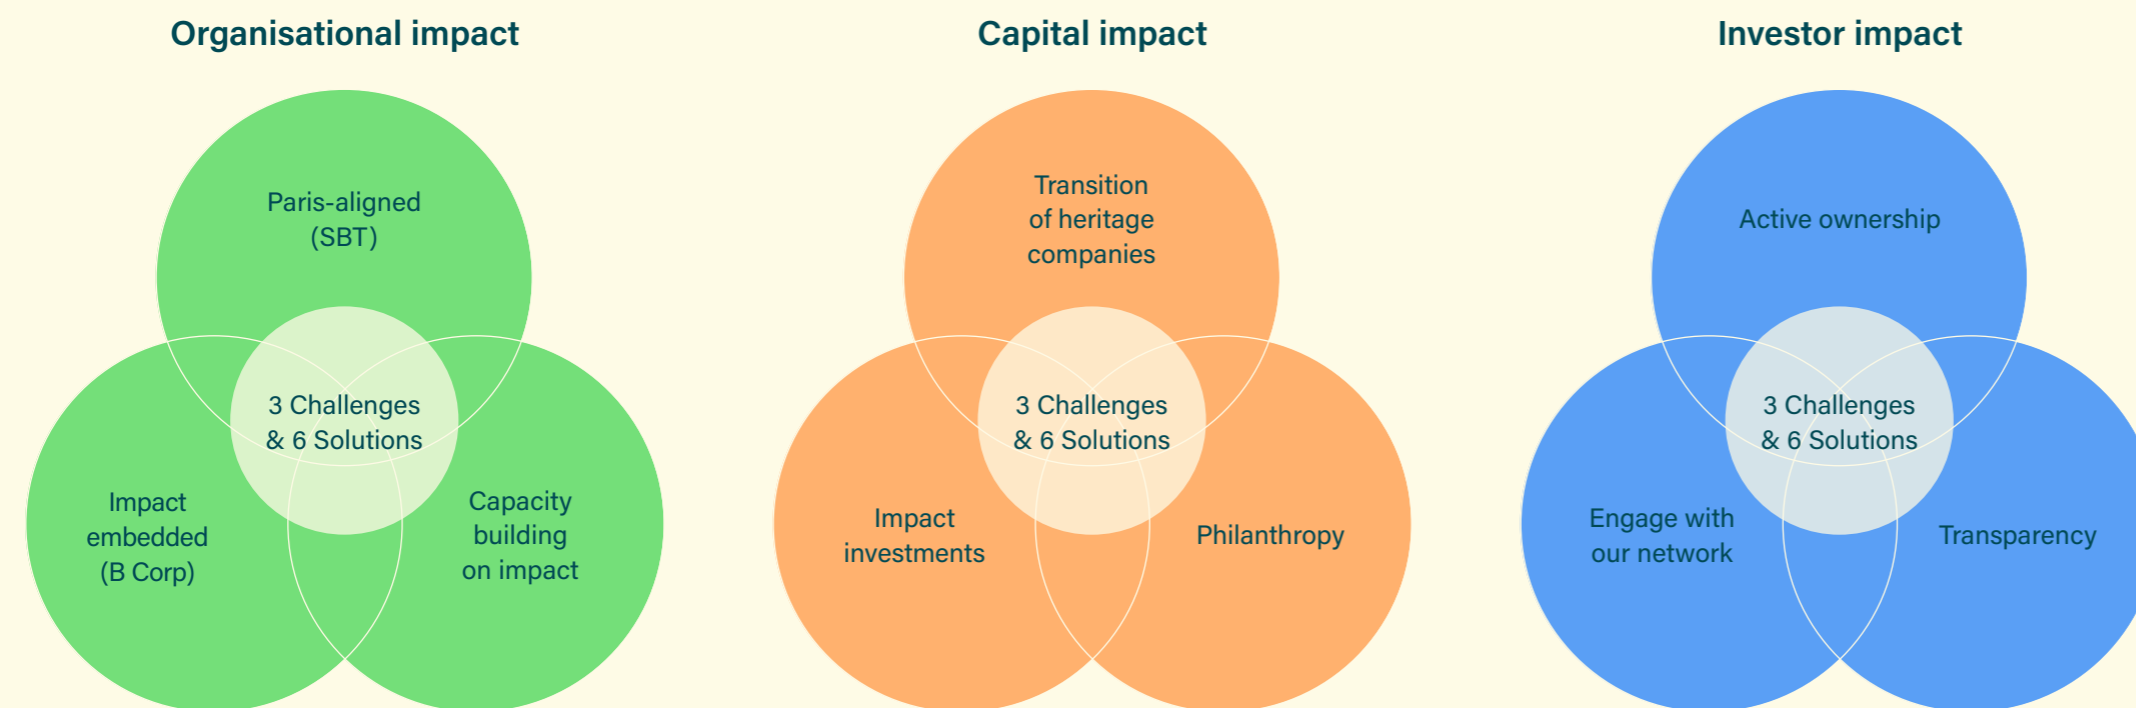 Organisational impact
Paris-aligned
(SBT)
3 Challenges
& 6 Solutions
Impact
embedded
(B Corp)
Capacity
building
on impact
Capital impact
Transition
of heritage
companies
3 Challenges
& 6 Solutions
Impact
investments
Philanthropy
Investor impact
Active ownership
3 Challenges
& 6 Solutions
Engage with
our network
Transparency